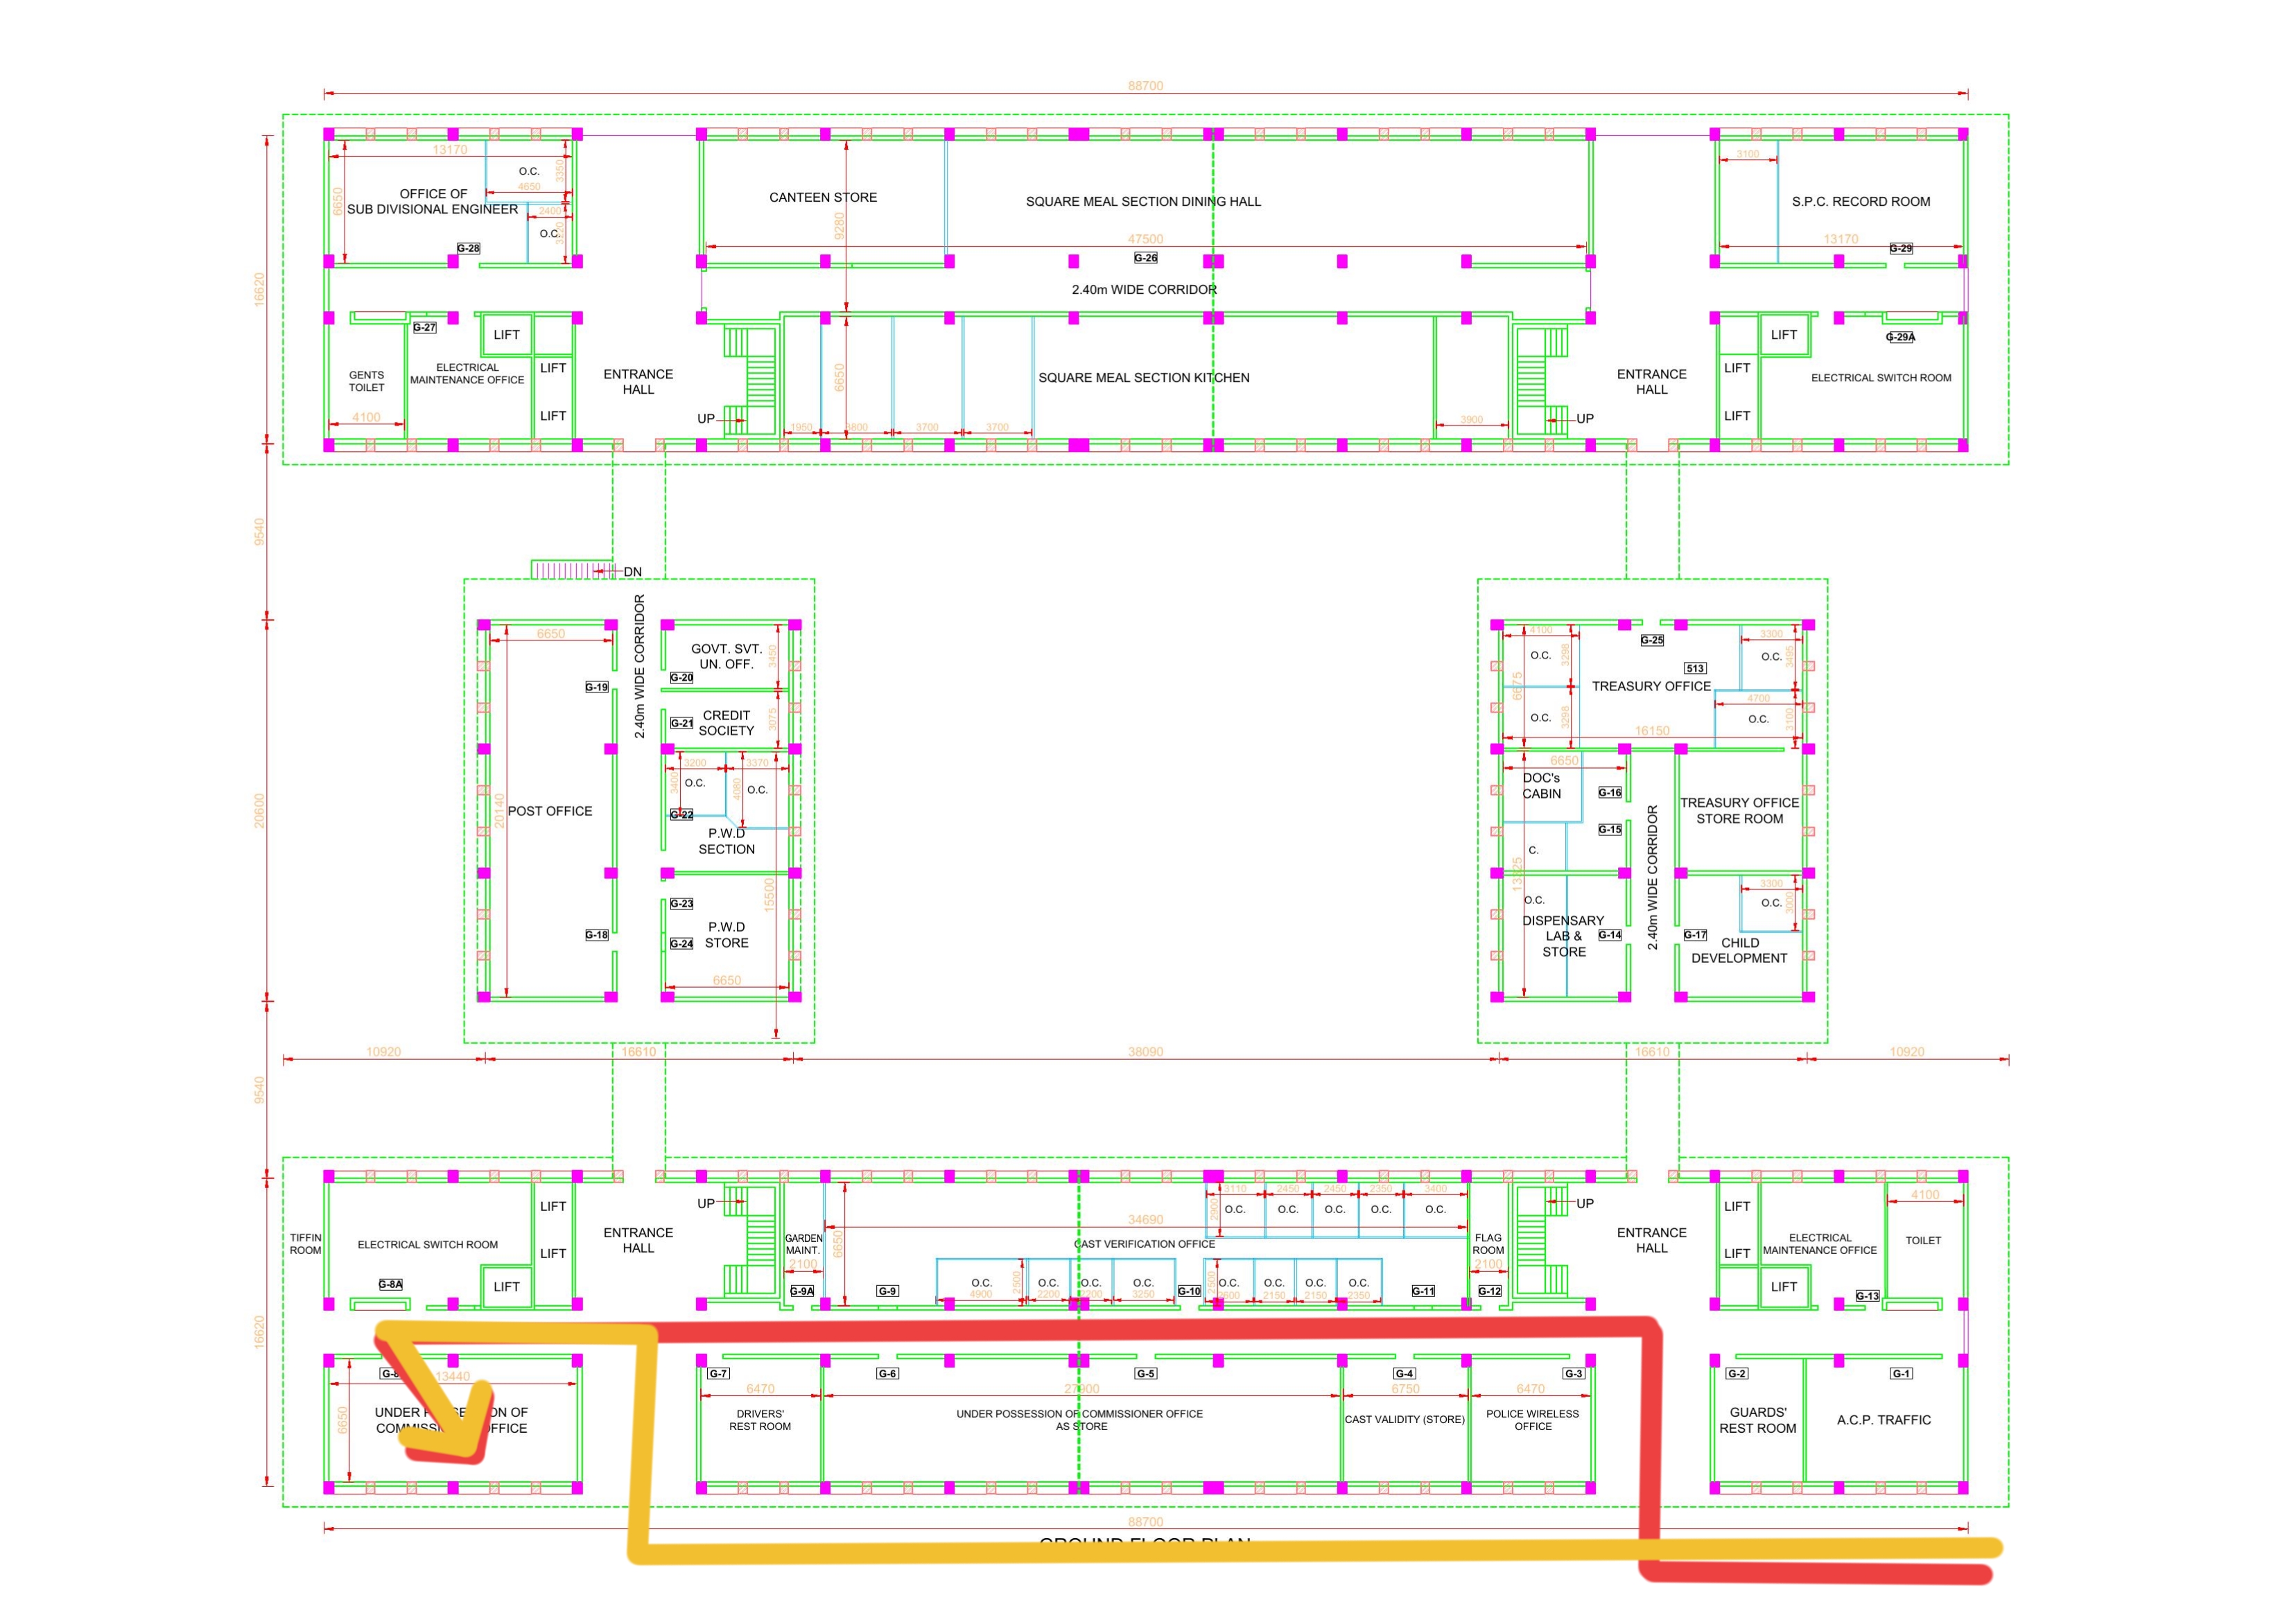 88700
13170
O.C.
3350
4650
OFFICE OF
SUB DIVISIONAL ENGINEER
6650
2400
O.C.
G-28
CANTEEN STORE
9280
SQUARE MEAL SECTION DINING HALL
47500
G-26
2.40m WIDE CORRIDOR
3100
S.P.C. RECORD ROOM
13170
G-29
16620
G-27
LIFT
GENTS
TOILET
ELECTRICAL
MAINTENANCE OFFICE
LIFT
LIFT
4100
ENTRANCE
HALL
UP
6650
SQUARE MEAL SECTION KITCHEN
1950
3800
3700
3700
3900
UP
ENTRANCE
HALL
LIFT
LIFT
LIFT
G-29A
ELECTRICAL SWITCH ROOM
9540
DN
2.40m WIDE CORRIDOR
6650
G-19
20140
POST OFFICE
G-18
GOVT. SVT.
UN. OFF.
3450
G-20
G-21
CREDIT
SOCIETY
3075
3200
3370
3400
O.C.
4080
O.C.
G-22
P.W.D
SECTION
15500
G-23
P.W.D
STORE
G-24
6650
20600
4100
G-25
3300
O.C.
3298
513
O.C.
3495
6675
TREASURY OFFICE
4700
O.C.
3298
O.C.
3100
16150
6650
DOC's
CABIN
G-16
TREASURY OFFICE
STORE ROOM
G-15
C.
2.40m WIDE CORRIDOR
O.C.
DISPENSARY
LAB &
STORE
G-14
G-17
3300
O.C.
3000
CHILD
DEVELOPMENT
10920
16610
38090
16610
10920
9540
TIFFIN
ROOM
ELECTRICAL SWITCH ROOM
LIFT
LIFT
LIFT
G-8A
ENTRANCE
HALL
UP
GARDEN
MAINT.
2100
G-9A
6650
34690
CAST VERIFICATION OFFICE
G-9
O.C.
4900
2500
O.C.
2200
O.C.
2200
O.C.
3250
G-10
3110
2450
2450
2350
3400
2900
O.C.
O.C.
O.C.
O.C.
O.C.
2500
O.C.
2600
O.C.
2150
O.C.
2150
O.C.
2350
G-11
FLAG
ROOM
2100
G-12
UP
ENTRANCE
HALL
LIFT
LIFT
LIFT
ELECTRICAL
MAINTENANCE OFFICE
G-13
4100
TOILET
16620
13440
6650
UNDER OF
OFFICE
G-7
6470
DRIVERS'
REST ROOM
G-6
G-5
27900
UNDER POSSESSION OF COMMISSIONER OFFICE
AS STORE
G-4
6750
CAST VALIDITY (STORE)
G-3
6470
POLICE WIRELESS
OFFICE
G-2
GUARDS'
REST ROOM
G-1
A.C.P. TRAFFIC
88700
GROUND FLOOR PLAN